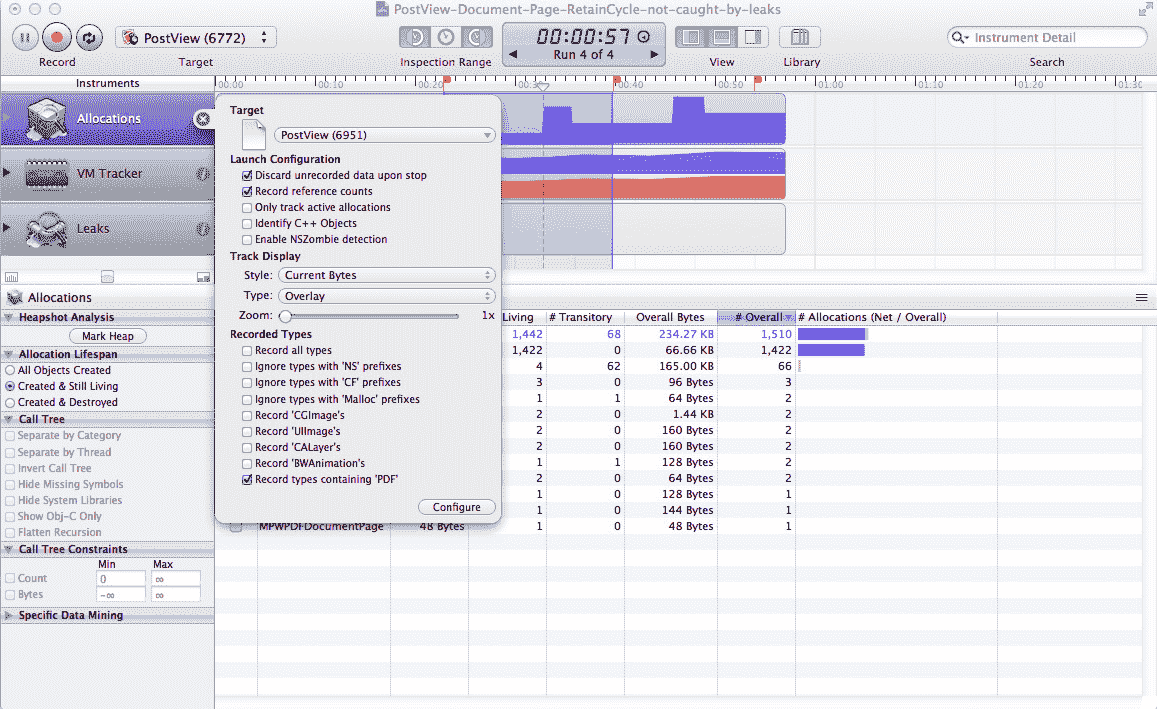 PostView-Document-Page-RetainCycle-not-caught-by-leaks
PostView (6772)
00:00:57
Run 4 of 4
Instrument Detail
Record
Target
Inspection Range
View
Library
Search
Instruments
00:00
00:10
00:20
00:30
00:40
00:50
01:00
01:10
01:20
01:30
Allocations
VM Tracker
Leaks
Target
PostView (6951)
Launch Configuration
Discard unrecorded data upon stop
Record reference counts
Only track active allocations
Identify C++ Objects
Enable NSZombie detection
Track Display
Style: Current Bytes
Type: Overlay
Zoom: 1x
Recorded Types
Record all types
Ignore types with 'NS' prefixes
Ignore types with 'CF' prefixes
Ignore types with 'Malloc' prefixes
Record 'CGImage's
Record 'UIImage's
Record 'CALayer's
Record 'BWAnimation's
Record types containing 'PDF'
Configure
Allocations
Heapshot Analysis
Mark Heap
Allocation Lifespan
All Objects Created
Created & Still Living
Created & Destroyed
Call Tree
Separate by Category
Separate by Thread
Invert Call Tree
Hide Missing Symbols
Hide System Libraries
Show Obj-C Only
Flatten Recursion
Call Tree Constraints
Min Max
Count 0 ∞
Bytes -∞ ∞
Specific Data Mining
Living # Transitory Overall Bytes # Overall # Allocations (Net / Overall)
1,442 68 234.27 KB 1,510
1,422 0 66.66 KB 1,422
4 62 165.00 KB 66
3 0 96 Bytes 3
1 1 64 Bytes 2
2 0 1.44 KB 2
2 0 160 Bytes 2
2 0 160 Bytes 2
1 1 128 Bytes 2
2 0 64 Bytes 2
1 0 128 Bytes 1
1 0 144 Bytes 1
MPWPDFDocumentPage 48 Bytes 1 0 48 Bytes 1